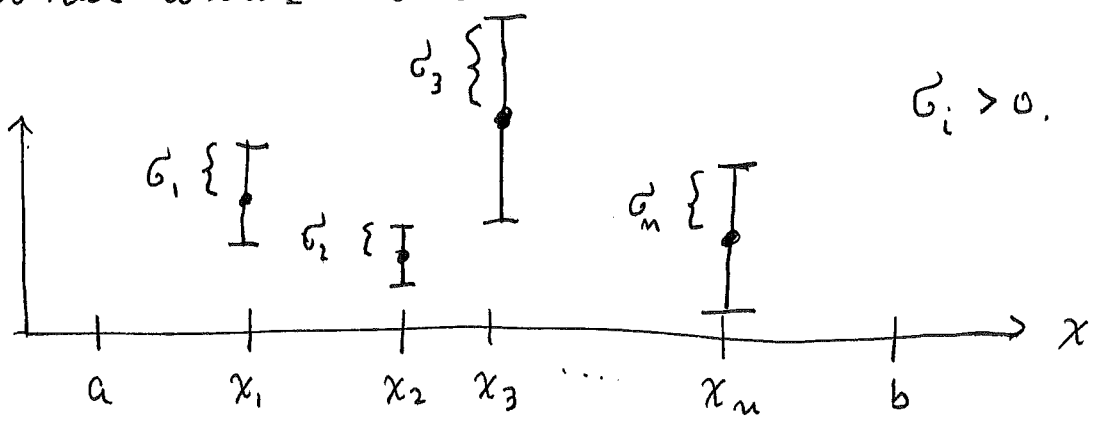 σ₃ {
σᵢ > 0.
σ₁ {
σ₂ {
σₙ {
x
a x₁ x₂ x₃ .... xₙ b